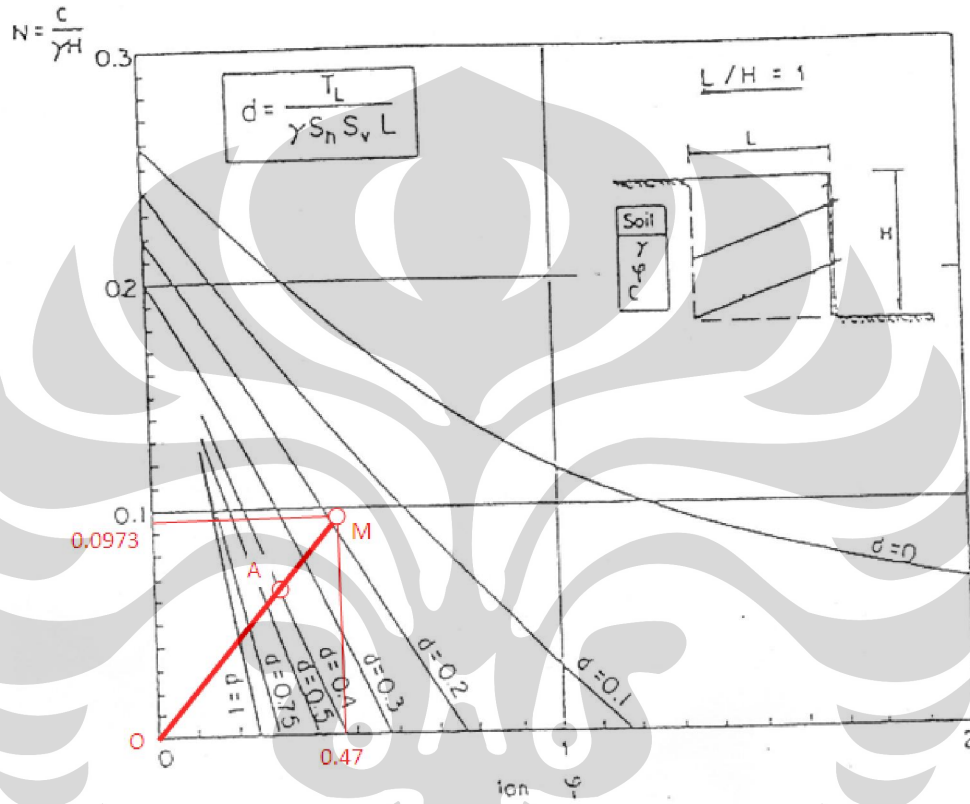 N = c / γH
0.3
d = T_L / γ S_h S_v L
L / H = 1
L
H
Soil
γ
φ
C
0.2
0.1
0.0973
M
A
d=0
d=1
d=0.75
d=0.5
d=0.4
d=0.3
d=0.2
d=0.1
O
0
0.47
1
2
tan φ